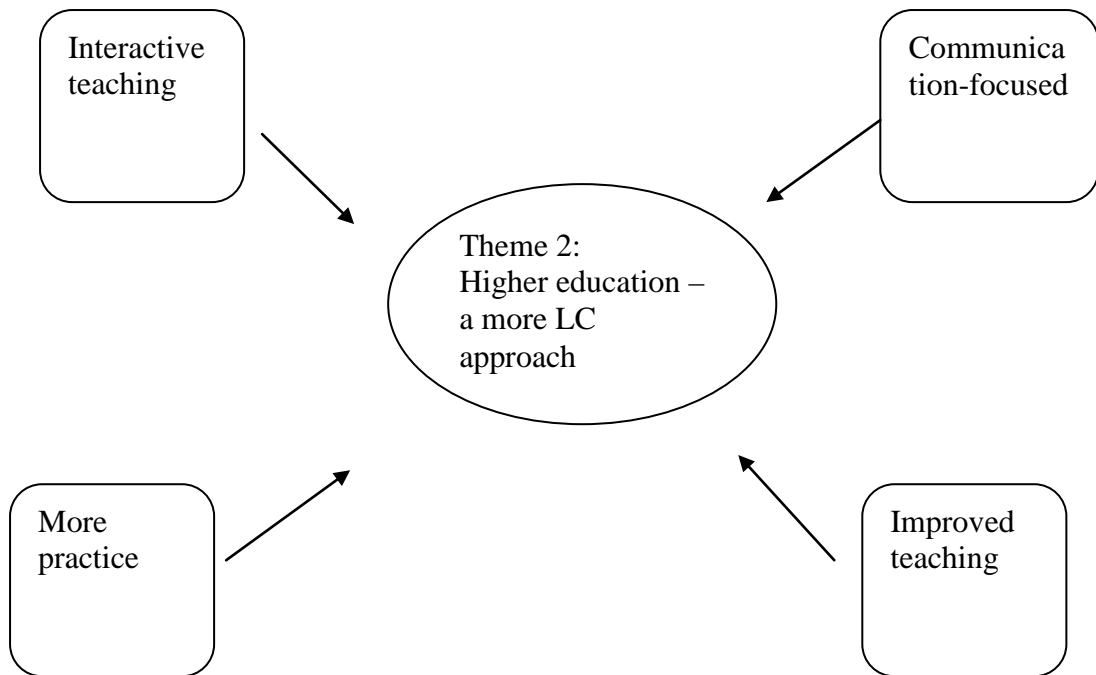 Interactive
teaching
Communica
tion-focused
Theme 2:
Higher education –
a more LC
approach
More
practice
Improved
teaching